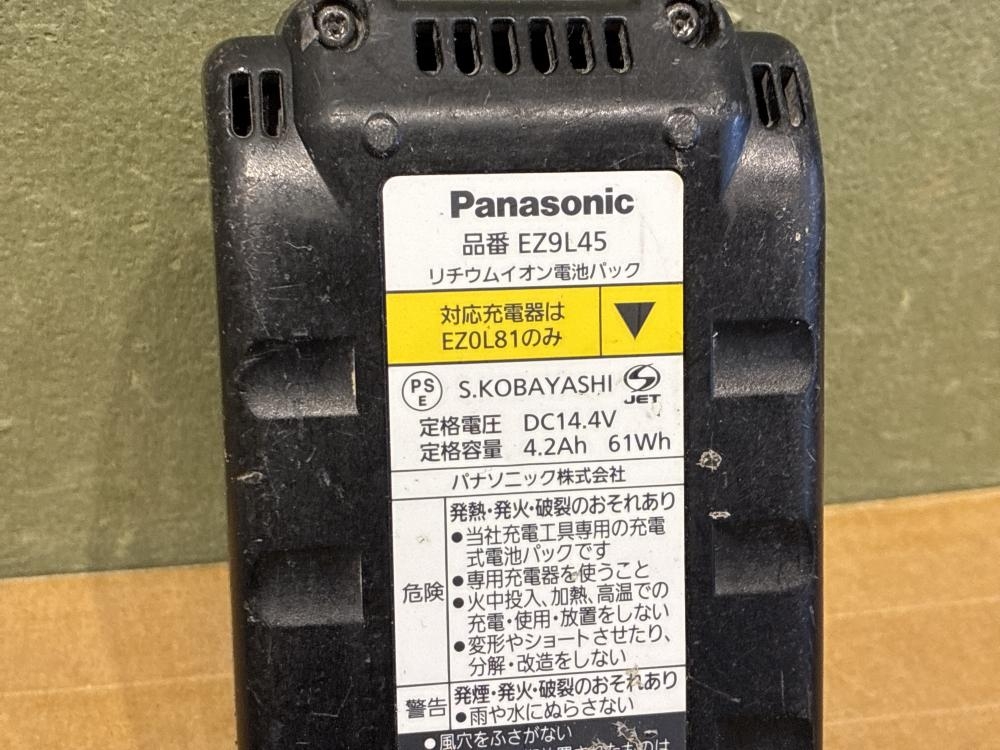 Panasonic
品番 EZ9L45
リチウムイオン電池パック
対応充電器は
EZ0L81のみ
PS
E
S.KOBAYASHI
JET
定格電圧 DC14.4V
定格容量 4.2Ah 61Wh
パナソニック株式会社
危険
発熱・発火・破裂のおそれあり
●当社充電工具専用の充電
式電池パックです
●専用充電器を使うこと
●火中投入、加熱、高温での
充電・使用・放置をしない
●変形やショートさせたり、
分解・改造をしない
警告
発煙・発火・破裂のおそれあり
●雨や水にぬらさない
●風穴をふさがない